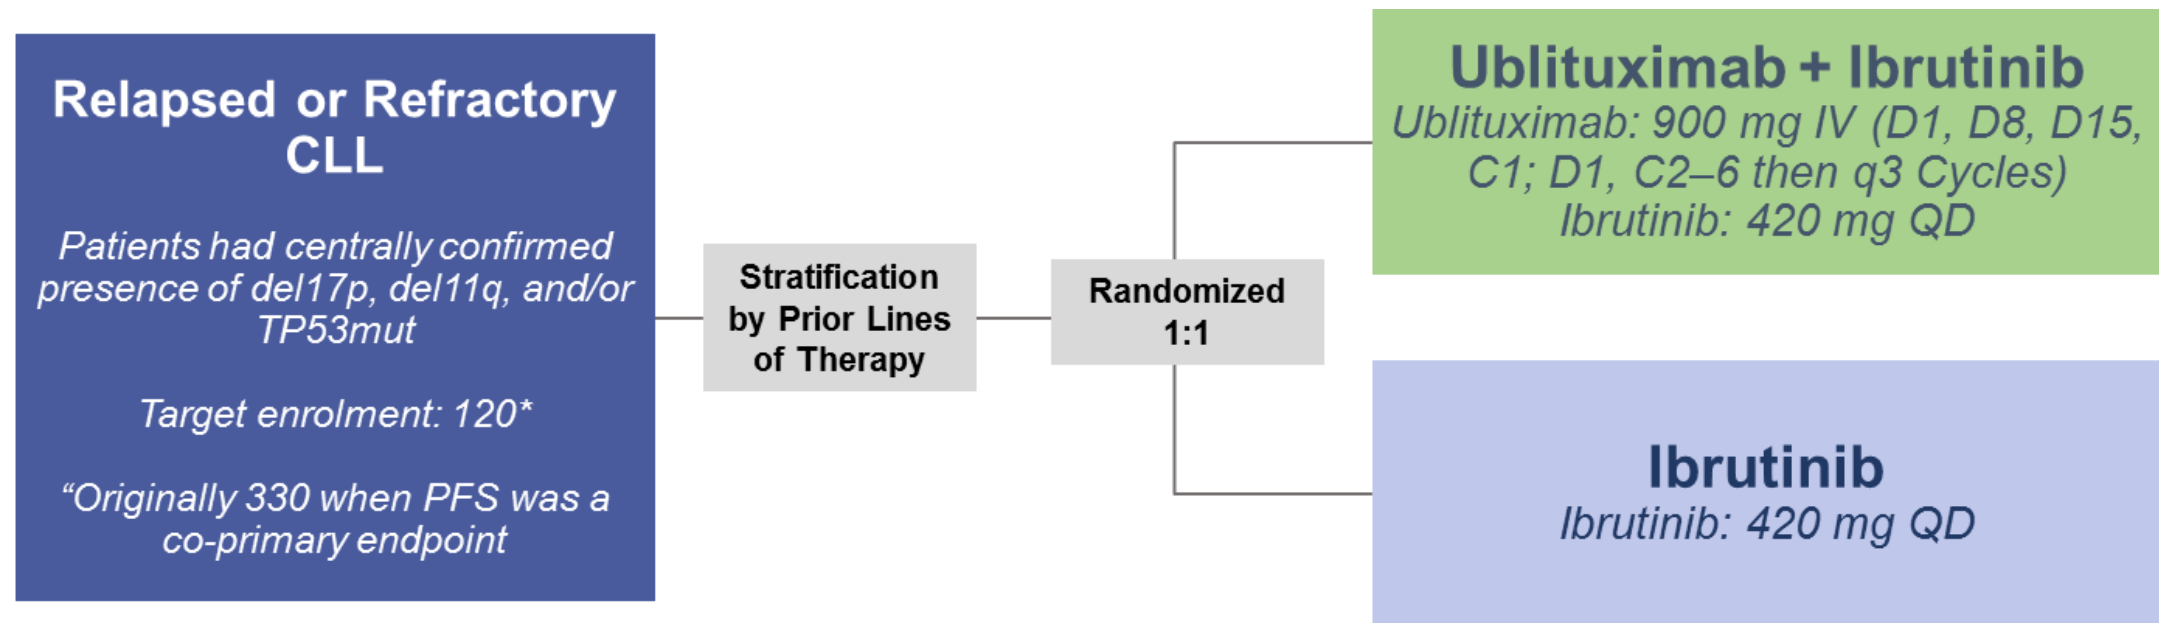 Relapsed or Refractory
CLL
Patients had centrally confirmed
presence of del17p, del11q, and/or
TP53mut
Target enrolment: 120*
“Originally 330 when PFS was a
co-primary endpoint
Stratification
by Prior Lines
of Therapy
Randomized
1:1
Ublituximab + Ibrutinib
Ublituximab: 900 mg IV (D1, D8, D15,
C1; D1, C2–6 then q3 Cycles)
Ibrutinib: 420 mg QD
Ibrutinib
Ibrutinib: 420 mg QD